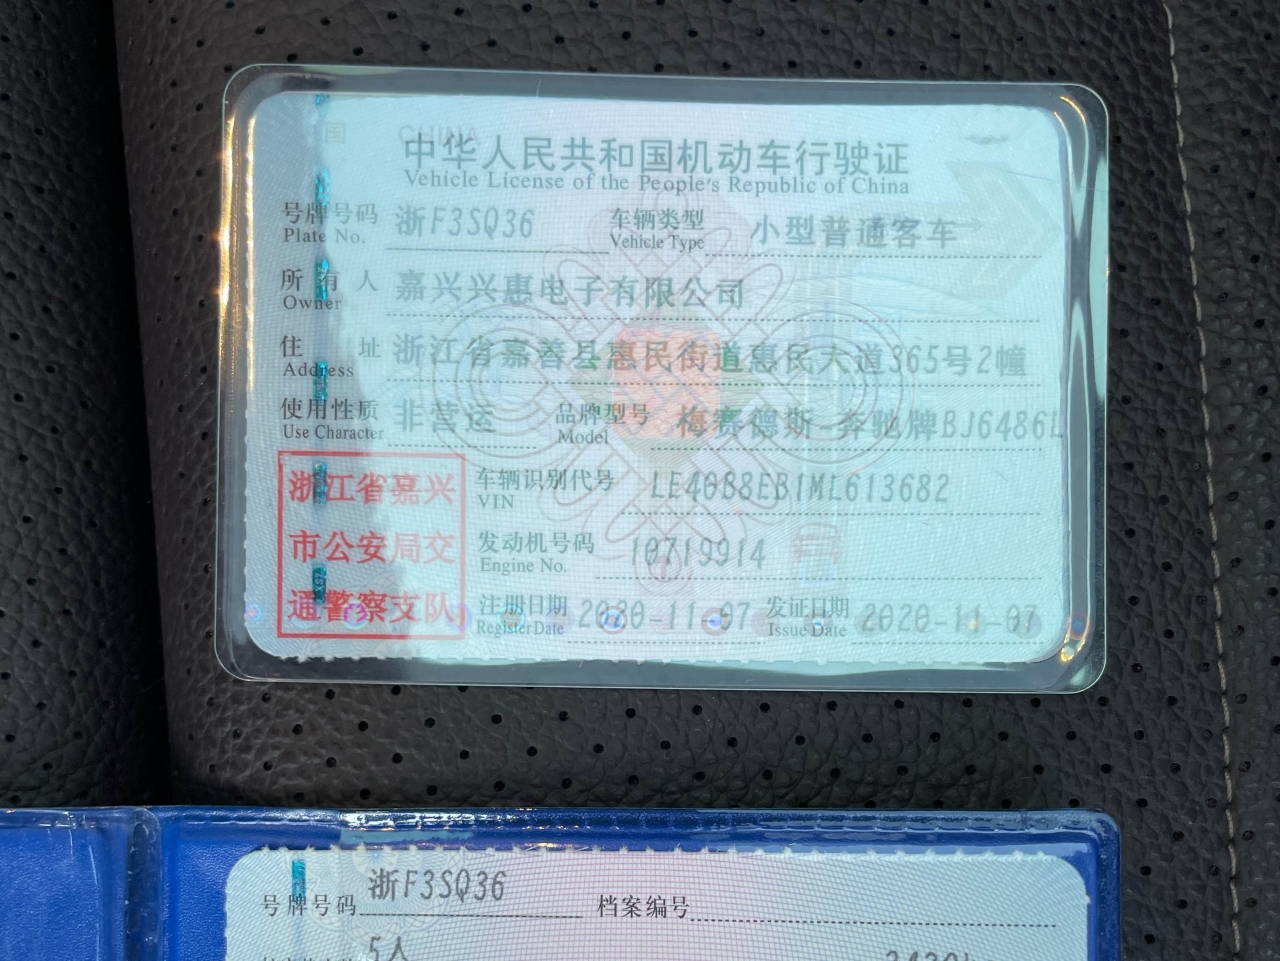 中华人民共和国机动车行驶证
Vehicle License of the People's Republic of China
号牌号码 浙F3SQ36 车辆类型 小型普通客车
Plate No. Vehicle Type
所有人 嘉兴兴惠电子有限公司
Owner
住址 浙江省嘉善县惠民街道惠民大道365号2幢
Address
使用性质 非营运 品牌型号 梅赛德斯 奔驰牌BJ6486L
Use Character Model
浙江省嘉兴
市公安局交
通警察支队
车辆识别代号 LE40B8EB1ML613682
VIN
发动机号码 10719914
Engine No.
注册日期 2020-11-07 发证日期 2020-11-07
Register Date Issue Date
号牌号码 浙F3SQ36 档案编号
5人